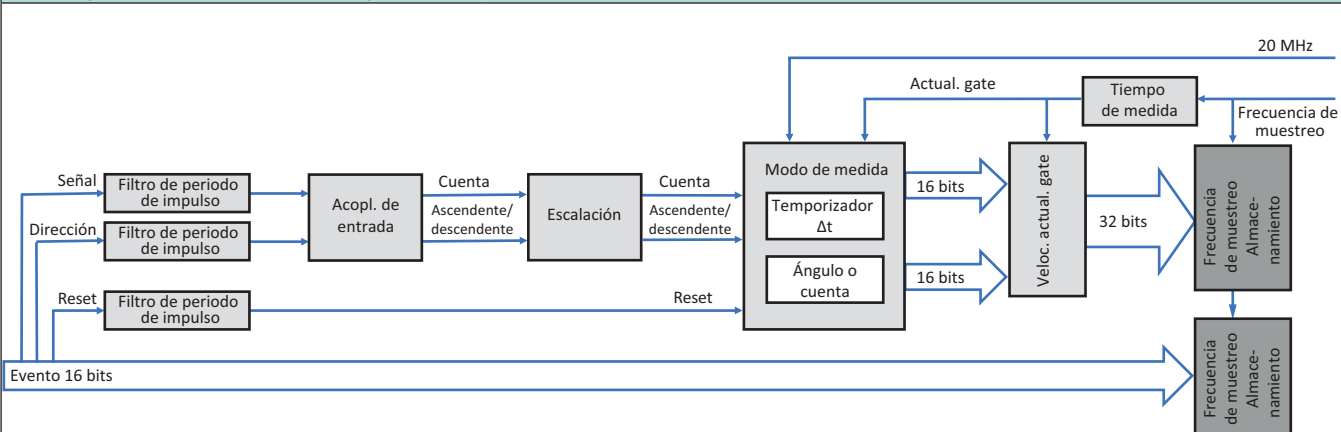 20 MHz
Actual. gate
Tiempo
de medida
Frecuencia de
muestreo
Señal
Filtro de periodo
de impulso
Dirección
Filtro de periodo
de impulso
Reset
Filtro de periodo
de impulso
Acopl. de
entrada
Cuenta
Ascendente/
descendente
Escalación
Cuenta
Ascendente/
descendente
Reset
Modo de medida
Temporizador
Δt
Ángulo o
cuenta
16 bits
16 bits
Veloc. actual. gate
32 bits
Frecuencia
de muestreo
Almace-
namiento
Evento 16 bits
Frecuencia
de muestreo
Almace-
namiento